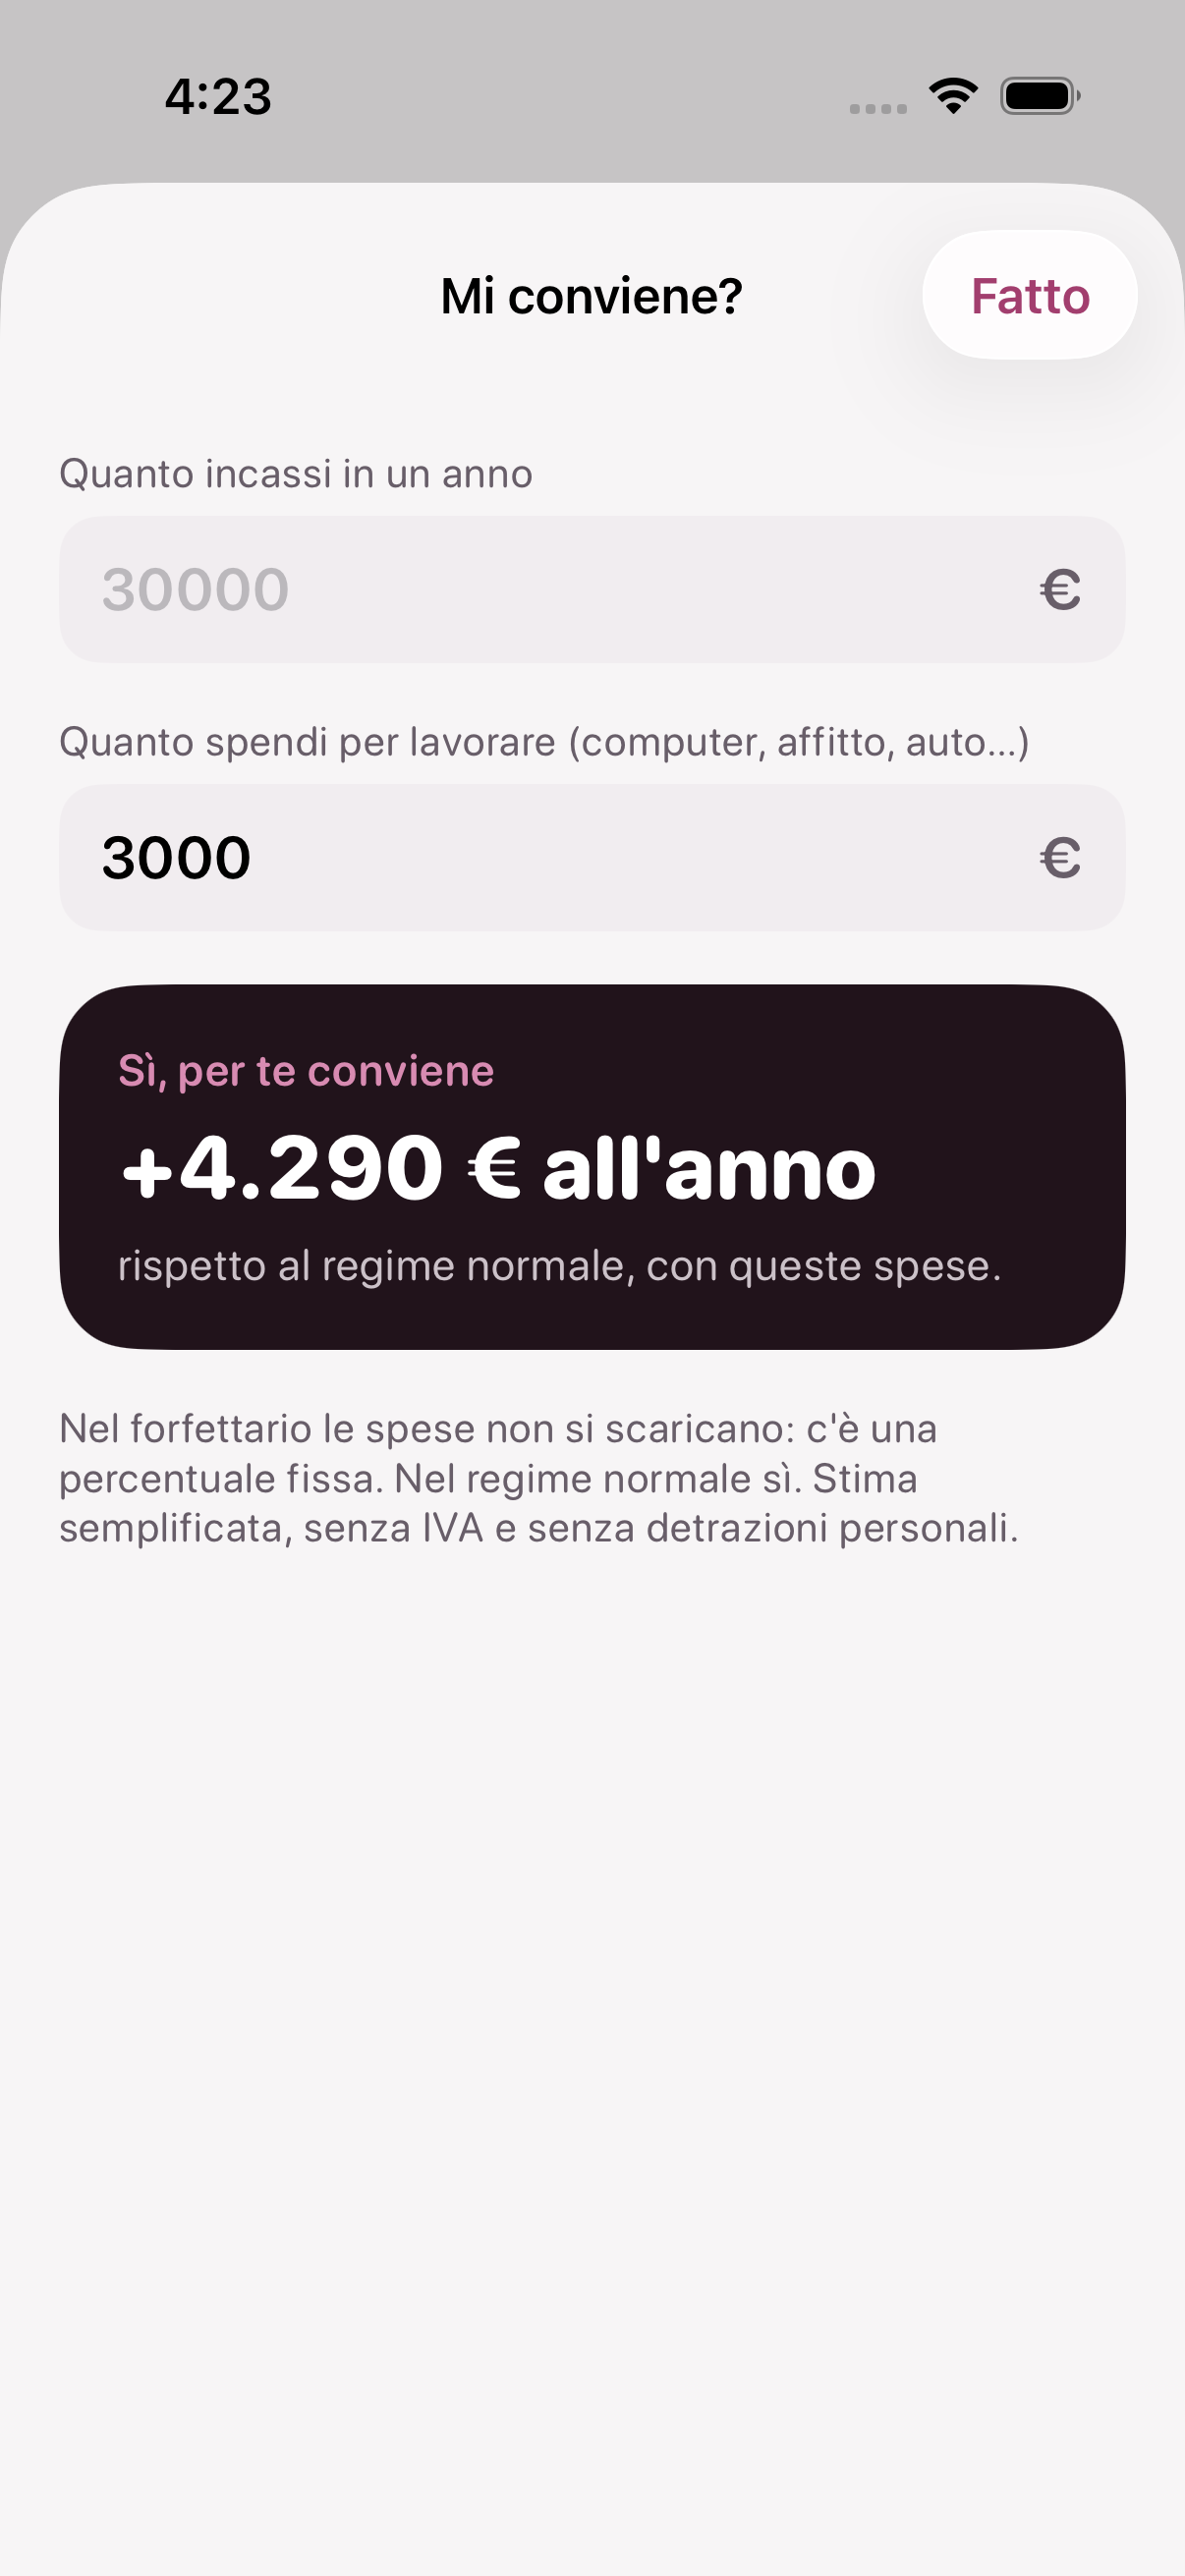 4:23
Mi conviene?
Fatto
Quanto incassi in un anno
30000 €
Quanto spendi per lavorare (computer, affitto, auto...)
3000 €
Sì, per te conviene
+4.290 € all'anno
rispetto al regime normale, con queste spese.
Nel forfettario le spese non si scaricano: c'è una
percentuale fissa. Nel regime normale sì. Stima
semplificata, senza IVA e senza detrazioni personali.